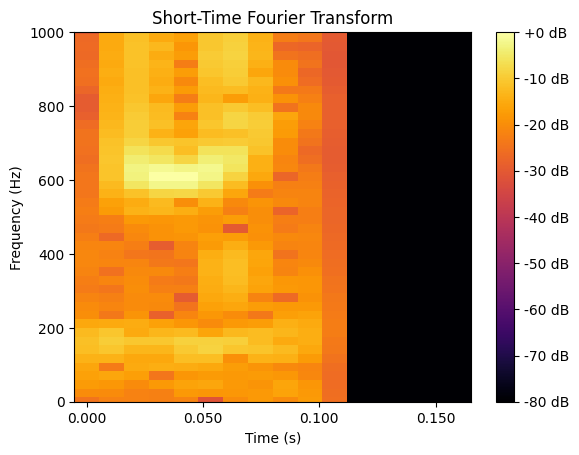 Short-Time Fourier Transform
Frequency (Hz)
1000
800
600
400
200
0
0.000
0.050
0.100
0.150
Time (s)
+0 dB
-10 dB
-20 dB
-30 dB
-40 dB
-50 dB
-60 dB
-70 dB
-80 dB